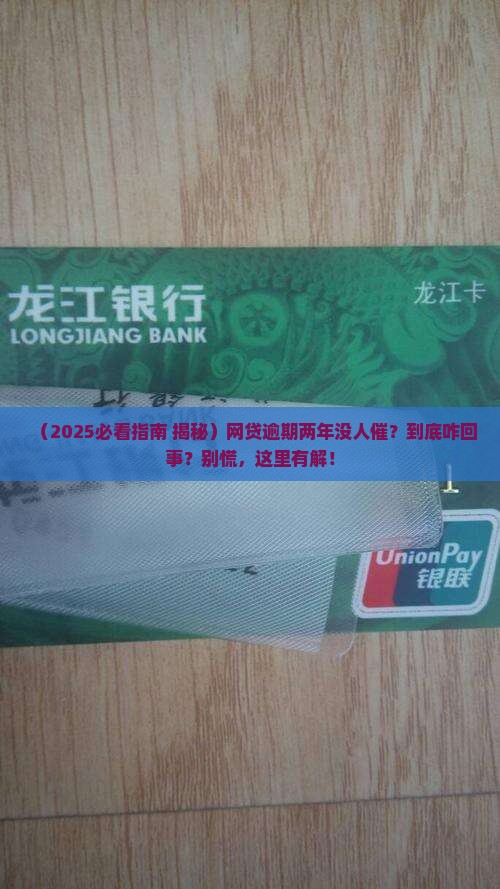 龙江银行
龙江卡
LONGJIANG BANK
（2025必看指南 揭秘）网贷逾期两年没人催？到底咋回
事？别慌，这里有解！
1
UnionPay
银联